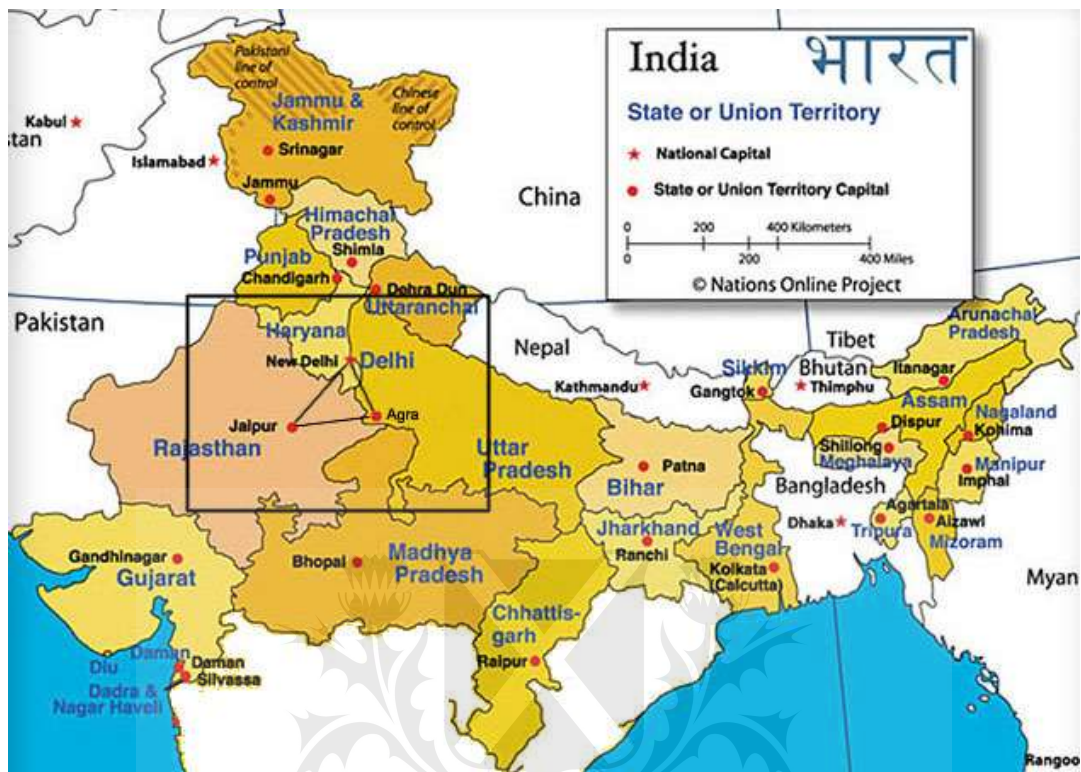 India भारत
State or Union Territory
National Capital
State or Union Territory Capital
0 200 400 Kilometers
0 200 400 Miles
© Nations Online Project
Pakistani
line of
control
Chinese
line of
control
Jammu &
Kashmir
Kabul
stan
Srinagar
Islamabad
Jammu
China
Himachal
Pradesh
Shimla
Punjab
Chandigarh
Dehra Dun
Uttaranchal
Pakistan
Haryana
New Delhi
Delhi
Nepal
Kathmandu
Tibet
Arunachal
Pradesh
Sikkim
Bhutan
Itanagar
Gangtok
Thimphu
Assam
Jaipur
Agra
Rajasthan
Uttar
Pradesh
Dispur
Nagaland
Kohima
Shillong
Meghalaya
Patna
Bihar
Manipur
Imphal
Bangladesh
Agartala
Dhaka
Tripura
Aizawl
Mizoram
Jharkhand
Ranchi
West
Bengal
Kolkata
(Calcutta)
Gandhinagar
Gujarat
Bhopal
Madhya
Pradesh
Myan
Chhattis-
garh
Raipur
Daman
Diu
Daman
Silvassa
Dadra &
Nagar Haveli
Rangoo